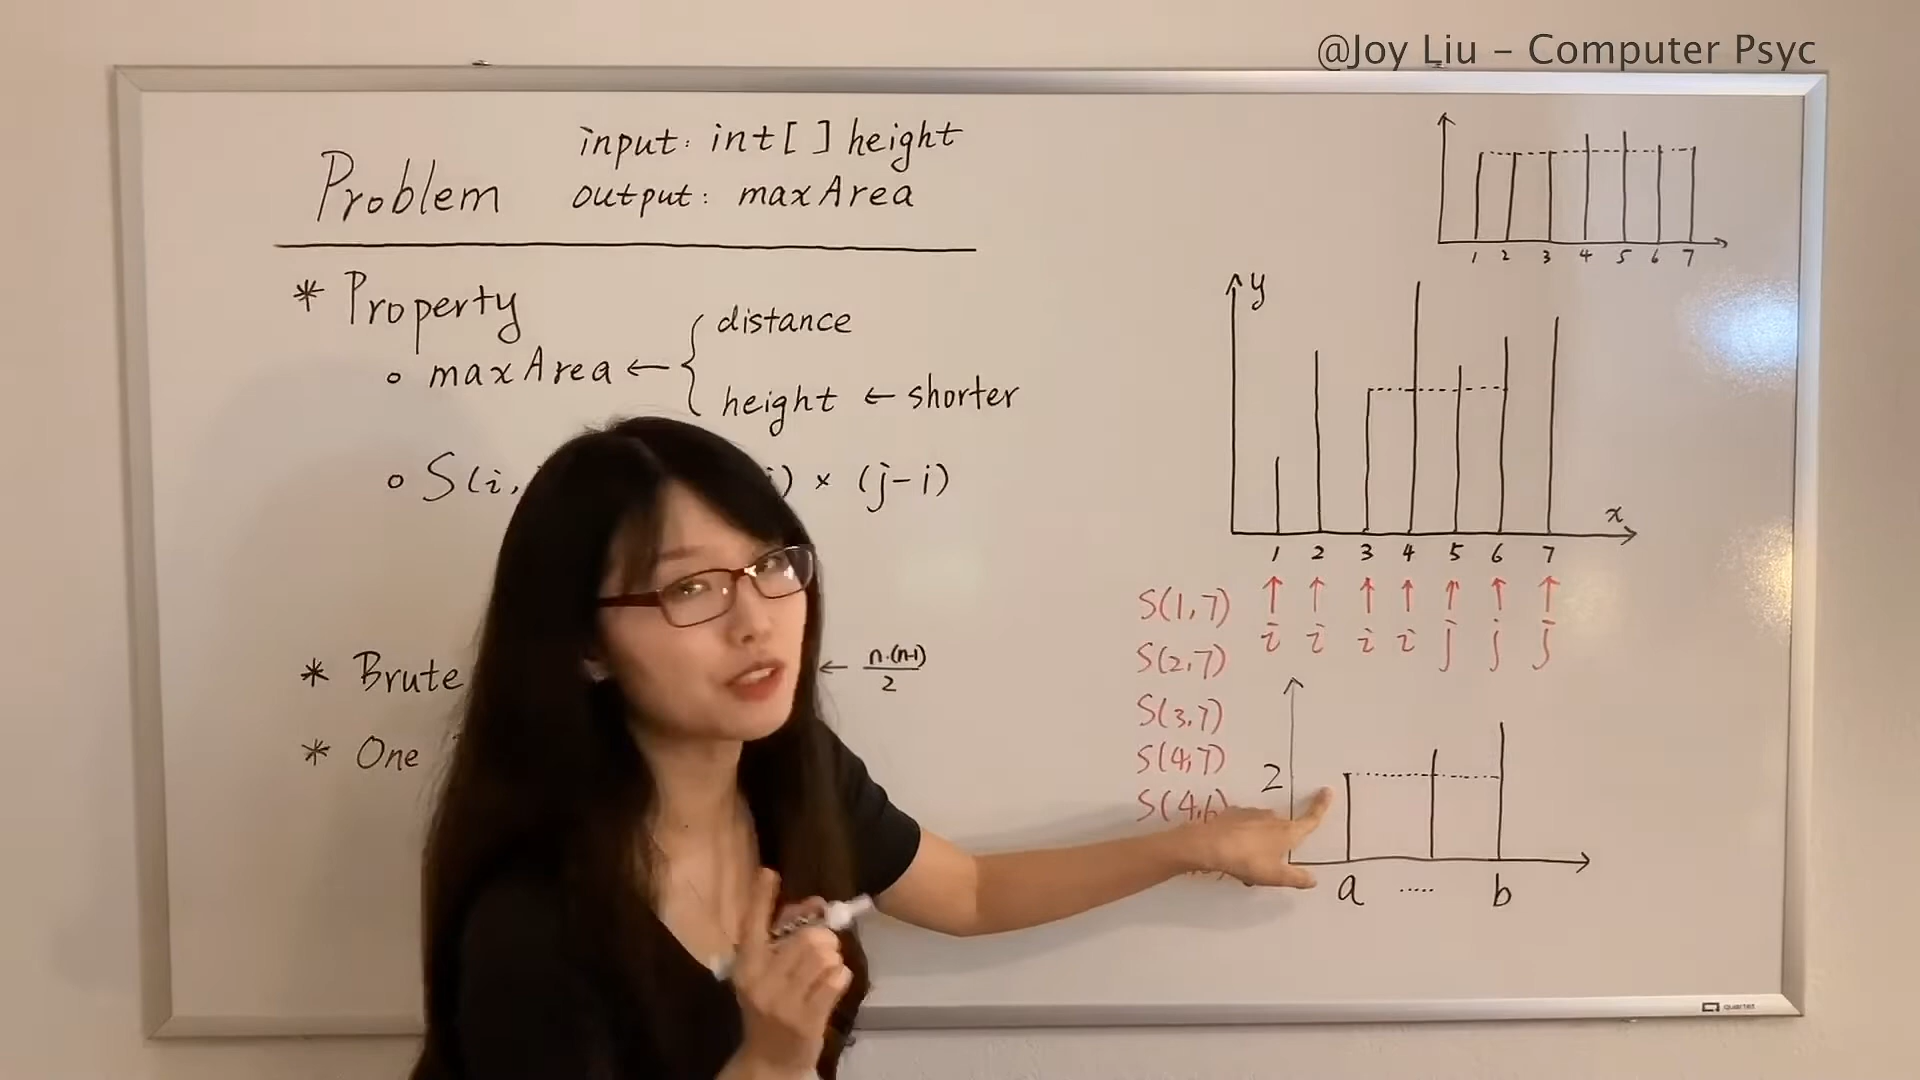 @Joy Liu – Computer Psyc
Problem
input: int[ ] height
output: maxArea
* Property
o maxArea ← { distance
height ← shorter
o S(i, ) × (j-i)
* Brute ← n·(n-1)/2
* One
1 2 3 4 5 6 7
y
x
1 2 3 4 5 6 7
↑ ↑ ↑ ↑ ↑ ↑ ↑
i i i i j j j
S(1,7)
S(2,7)
S(3,7)
S(4,7)
S(4,6)
2
a ..... b
quartet